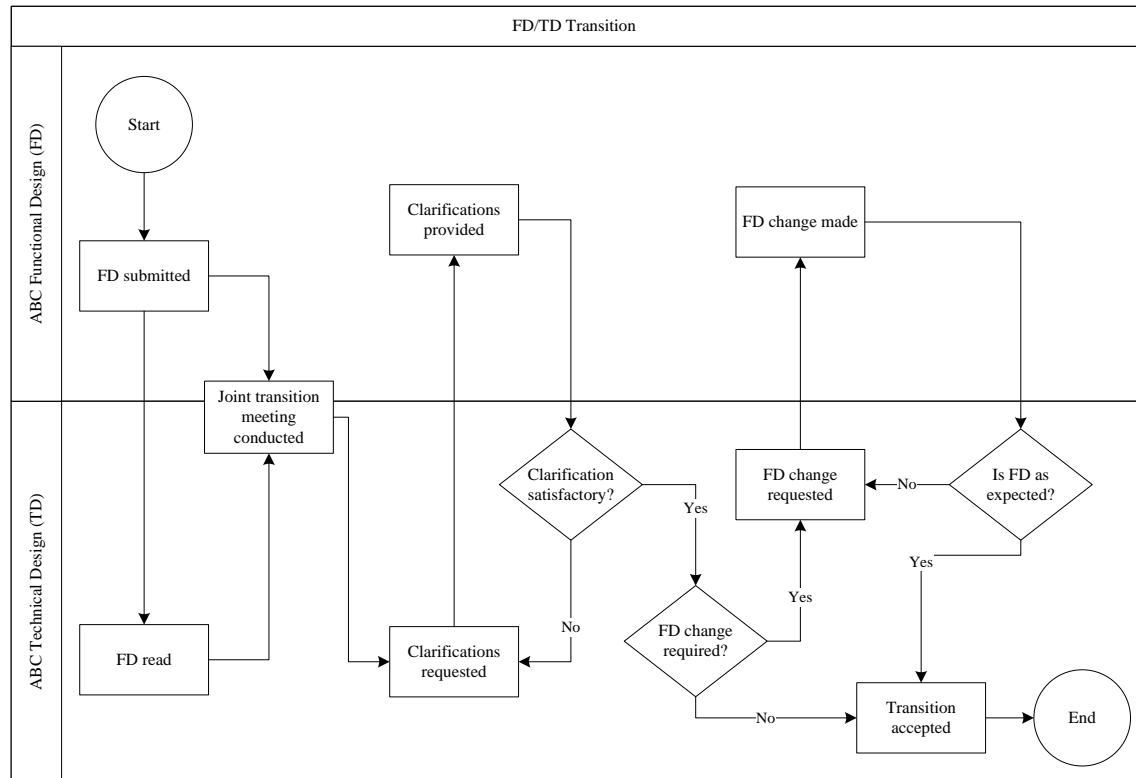 FD/TD Transition
ABC Functional Design (FD)
Start
FD submitted
Clarifications
provided
FD change made
Joint transition
meeting
conducted
ABC Technical Design (TD)
FD read
Clarifications
requested
Clarification
satisfactory?
No
Yes
FD change
required?
Yes
No
FD change
requested
No
Is FD as
expected?
Yes
Transition
accepted
End